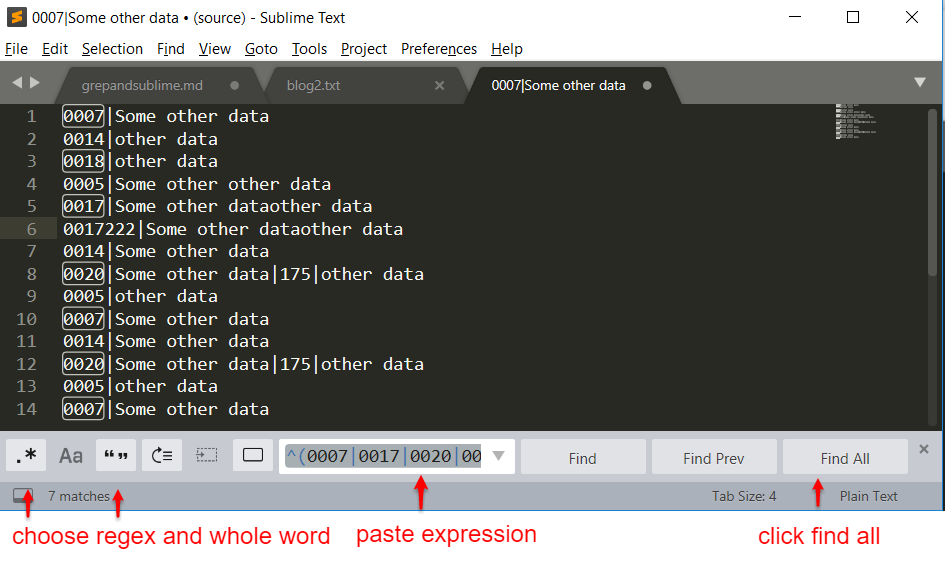 0007|Some other data • (source) - Sublime Text
File Edit Selection Find View Goto Tools Project Preferences Help
grepandsublime.md blog2.txt 0007|Some other data
1 0007|Some other data
2 0014|other data
3 0018|other data
4 0005|Some other other data
5 0017|Some other dataother data
6 0017222|Some other dataother data
7 0014|Some other data
8 0020|Some other data|175|other data
9 0005|other data
10 0007|Some other data
11 0014|Some other data
12 0020|Some other data|175|other data
13 0005|other data
14 0007|Some other data
.* Aa “” ^(0007|0017|0020|00 Find Find Prev Find All
7 matches Tab Size: 4 Plain Text
choose regex and whole word paste expression click find all